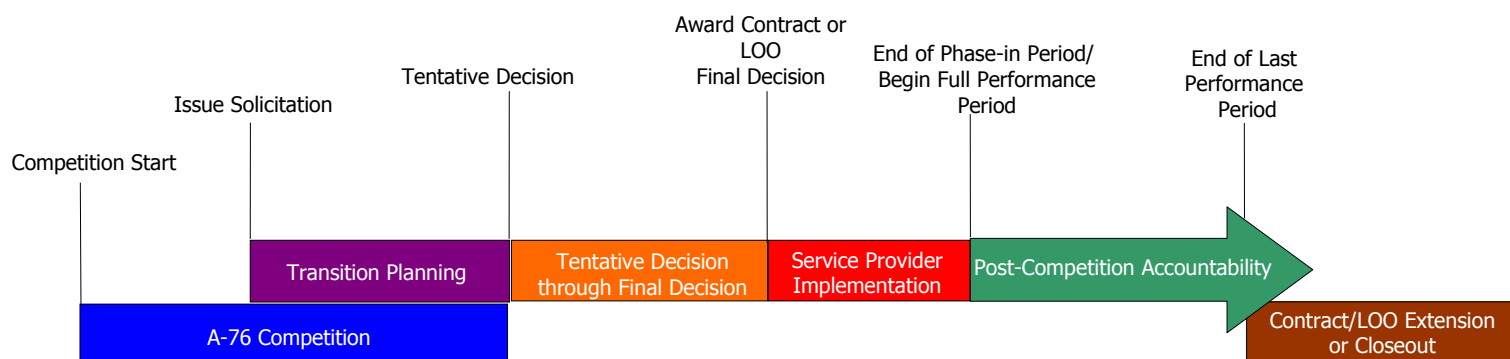 Competition Start
Issue Solicitation
Tentative Decision
Award Contract or
LOO
Final Decision
End of Phase-in Period/
Begin Full Performance
Period
End of Last
Performance
Period
Transition Planning
Tentative Decision
through Final Decision
Service Provider
Implementation
Post-Competition Accountability
A-76 Competition
Contract/LOO Extension
or Closeout